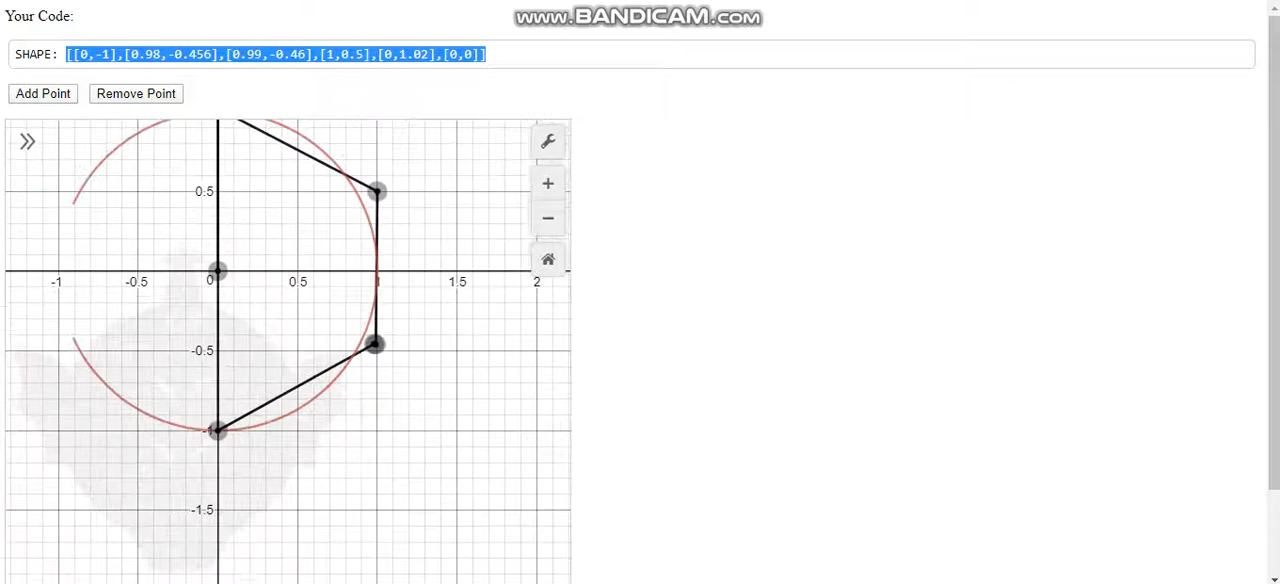 Your Code:
www.BANDICAM.com
SHAPE: [[0,-1],[0.98,-0.456],[0.99,-0.46],[1,0.5],[0,1.02],[0,0]]
Add Point
Remove Point
0.5
-1
-0.5
0
0.5
1
1.5
2
-0.5
-1
-1.5